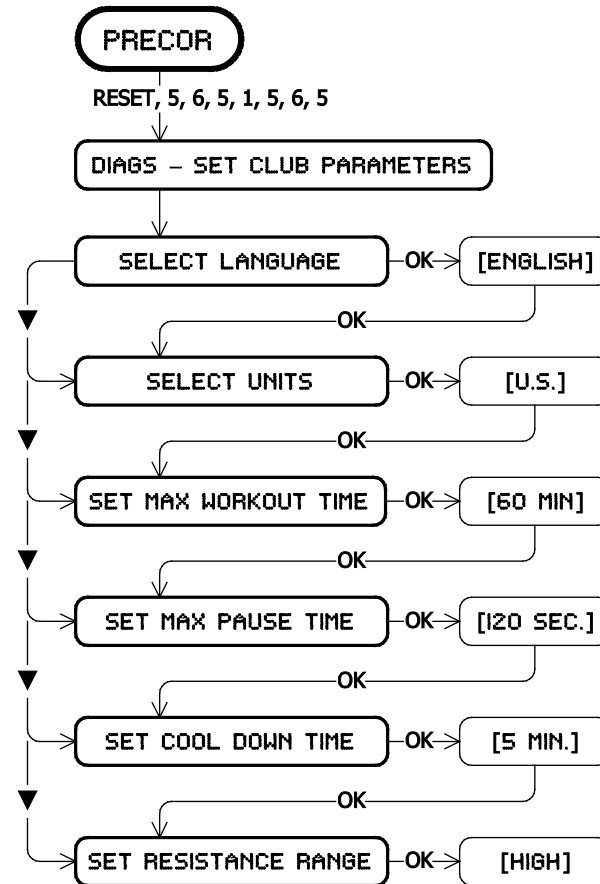 PRECOR
RESET, 5, 6, 5, 1, 5, 6, 5
DIAGS – SET CLUB PARAMETERS
SELECT LANGUAGE OK [ENGLISH]
OK
SELECT UNITS OK [U.S.]
OK
SET MAX WORKOUT TIME OK [60 MIN]
OK
SET MAX PAUSE TIME OK [120 SEC.]
OK
SET COOL DOWN TIME OK [5 MIN.]
OK
SET RESISTANCE RANGE OK [HIGH]